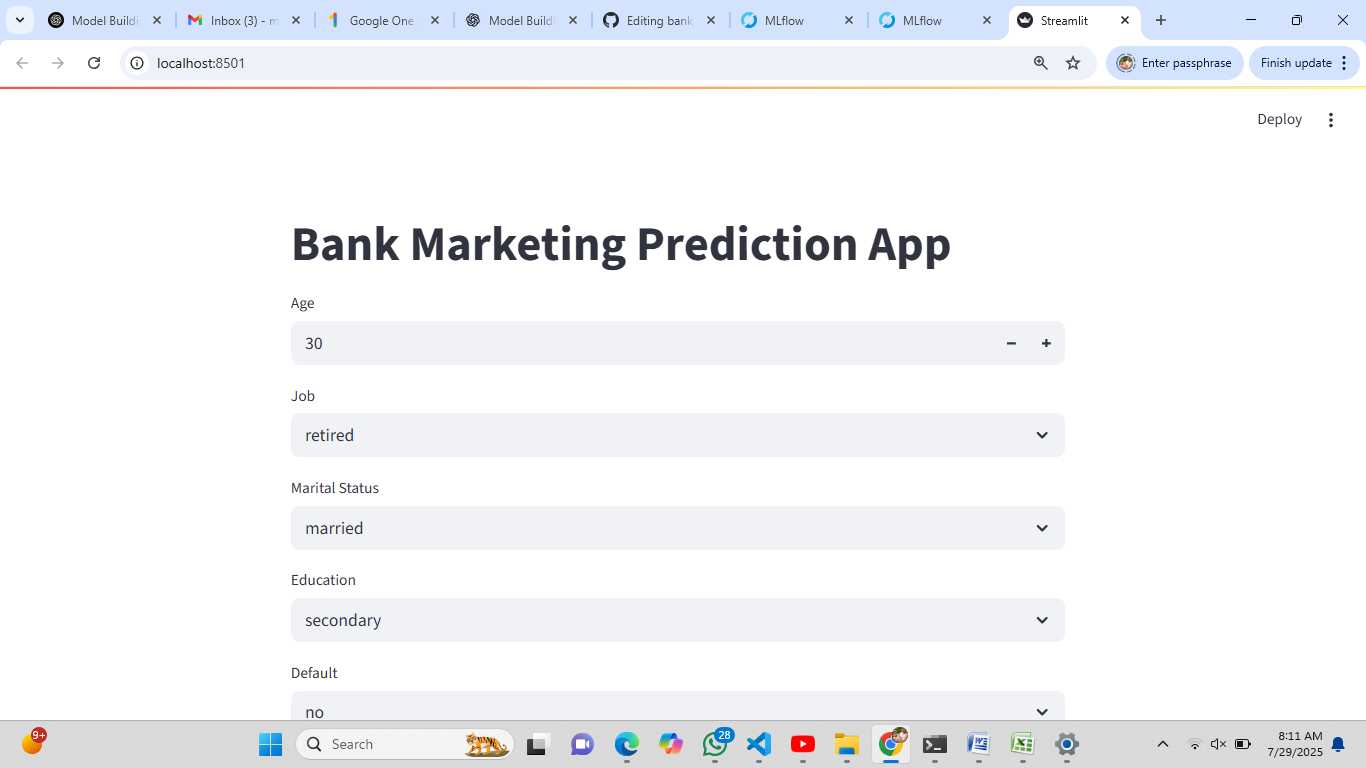 Model Buildi
Inbox (3) - m
Google One
Model Buildi
Editing bank
MLflow
MLflow
Streamlit
localhost:8501
Enter passphrase
Finish update
Deploy
Bank Marketing Prediction App
Age
30
Job
retired
Marital Status
married
Education
secondary
Default
no
9+
Search
28
8:11 AM
7/29/2025